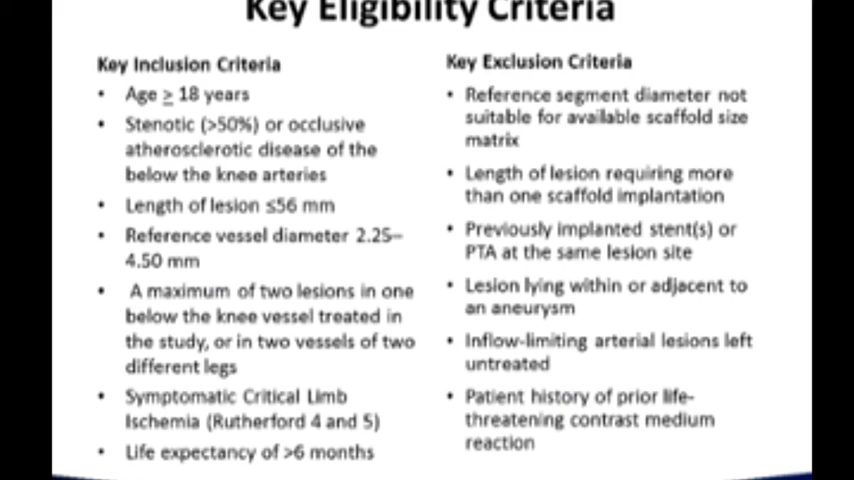 Key Eligibility Criteria
Key Inclusion Criteria
• Age ≥ 18 years
• Stenotic (>50%) or occlusive
atherosclerotic disease of the
below the knee arteries
• Length of lesion ≤56 mm
• Reference vessel diameter 2.25–
4.50 mm
• A maximum of two lesions in one
below the knee vessel treated in
the study, or in two vessels of two
different legs
• Symptomatic Critical Limb
Ischemia (Rutherford 4 and 5)
• Life expectancy of >6 months
Key Exclusion Criteria
• Reference segment diameter not
suitable for available scaffold size
matrix
• Length of lesion requiring more
than one scaffold implantation
• Previously implanted stent(s) or
PTA at the same lesion site
• Lesion lying within or adjacent to
an aneurysm
• Inflow-limiting arterial lesions left
untreated
• Patient history of prior life-
threatening contrast medium
reaction